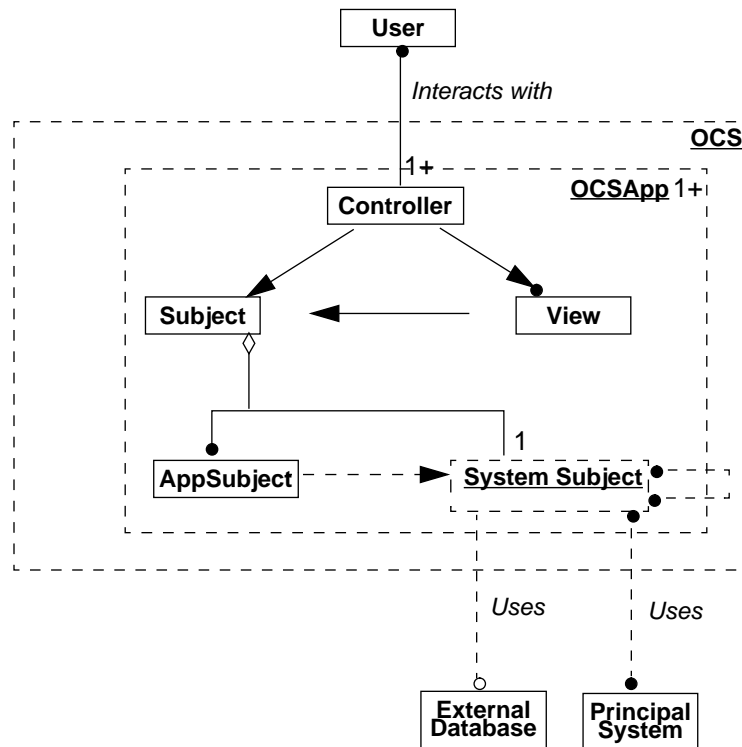 User
Interacts with
OCS
1+
OCSApp 1+
Controller
Subject
View
1
AppSubject
System Subject
Uses
Uses
External
Database
Principal
System